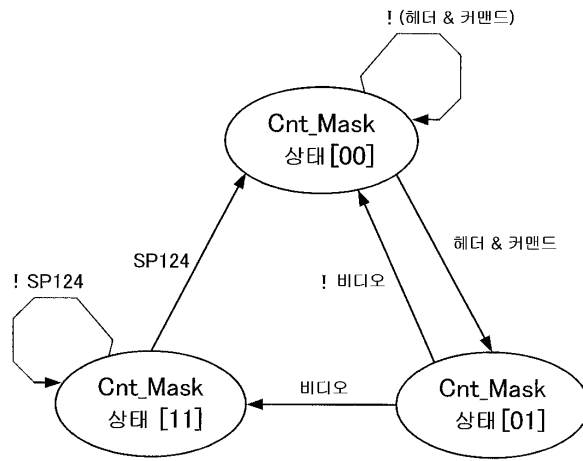 ! (헤더 & 커맨드)
Cnt_Mask
상태[00]
헤더 & 커맨드
SP124
! 비디오
! SP124
Cnt_Mask
상태 [11]
비디오
Cnt_Mask
상태[01]